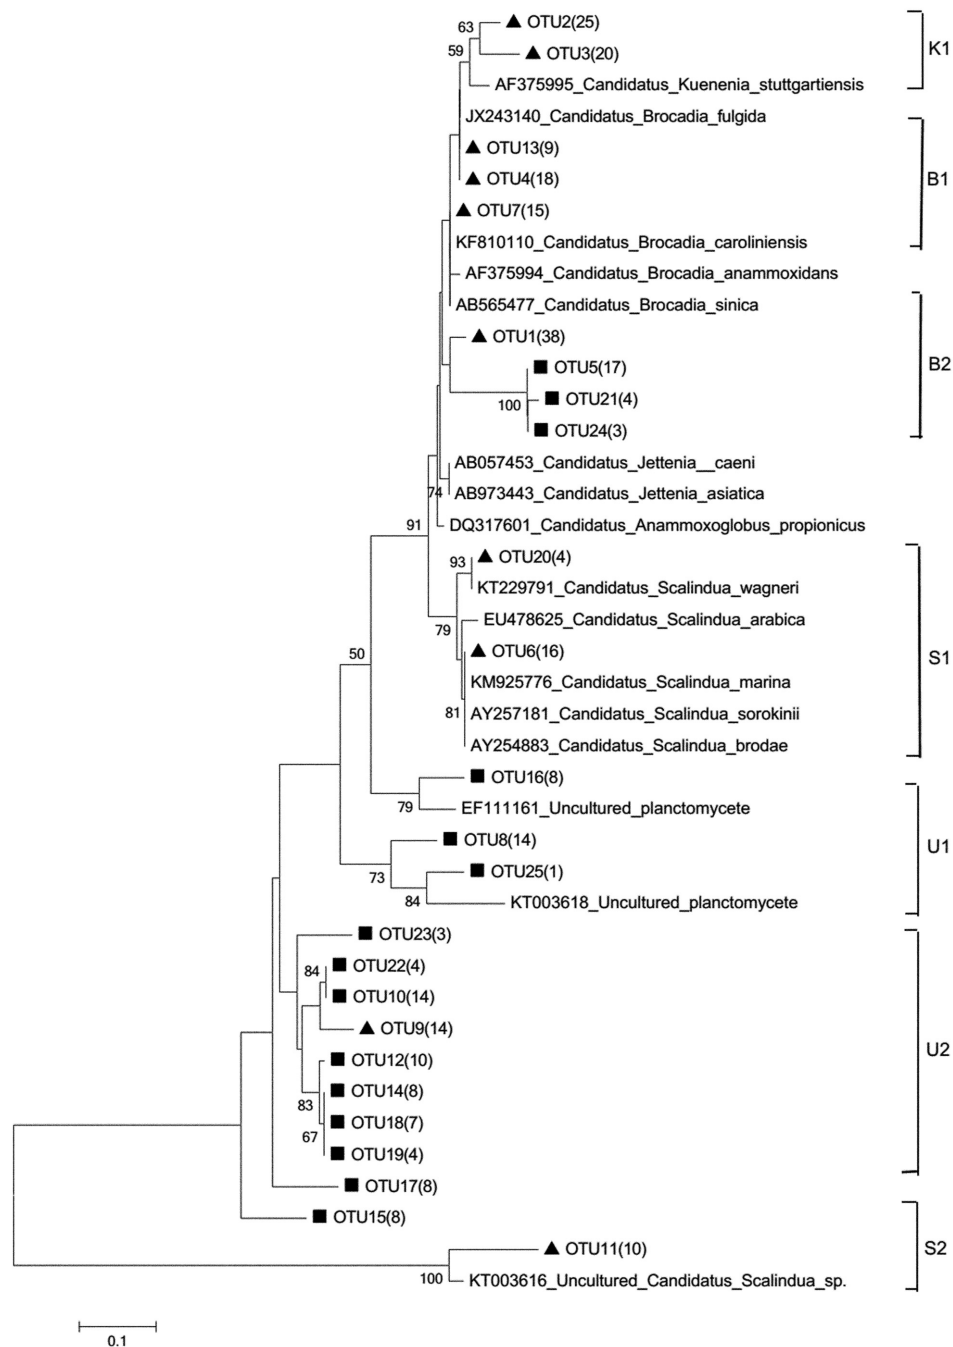 63
OTU2(25)
59
OTU3(20)
K1
AF375995_Candidatus_Kuenenia_stuttgartiensis
JX243140_Candidatus_Brocadia_fulgida
OTU13(9)
OTU4(18)
B1
OTU7(15)
KF810110_Candidatus_Brocadia_caroliniensis
AF375994_Candidatus_Brocadia_anammoxidans
AB565477_Candidatus_Brocadia_sinica
OTU1(38)
B2
OTU5(17)
100
OTU21(4)
OTU24(3)
AB057453_Candidatus_Jettenia__caeni
74
AB973443_Candidatus_Jettenia_asiatica
91
DQ317601_Candidatus_Anammoxoglobus_propionicus
93
OTU20(4)
KT229791_Candidatus_Scalindua_wagneri
79
EU478625_Candidatus_Scalindua_arabica
50
OTU6(16)
S1
KM925776_Candidatus_Scalindua_marina
81
AY257181_Candidatus_Scalindua_sorokinii
AY254883_Candidatus_Scalindua_brodae
OTU16(8)
79
EF111161_Uncultured_planctomycete
OTU8(14)
U1
73
OTU25(1)
84
KT003618_Uncultured_planctomycete
OTU23(3)
84
OTU22(4)
OTU10(14)
OTU9(14)
U2
OTU12(10)
83
OTU14(8)
OTU18(7)
67
OTU19(4)
OTU17(8)
OTU15(8)
S2
OTU11(10)
100
KT003616_Uncultured_Candidatus_Scalindua_sp.
0.1